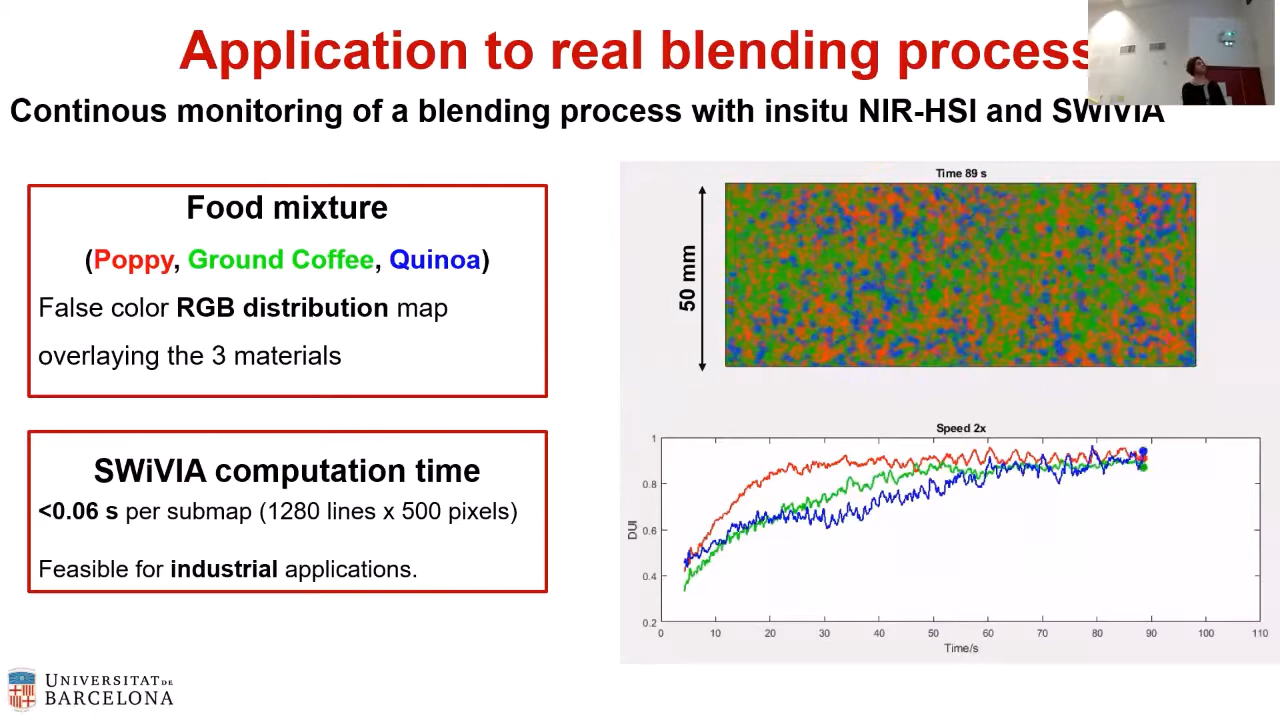 Application to real blending process
Continous monitoring of a blending process with insitu NIR-HSI and SWiVIA
Food mixture
(Poppy, Ground Coffee, Quinoa)
False color RGB distribution map
overlaying the 3 materials
SWiVIA computation time
<0.06 s per submap (1280 lines x 500 pixels)
Feasible for industrial applications.
Time 89 s
50 mm
Speed 2x
1
0.8
0.6
0.4
0.2
DUI
0 10 20 30 40 50 60 70 80 90 100 110
Time/s
UNIVERSITAT DE
BARCELONA